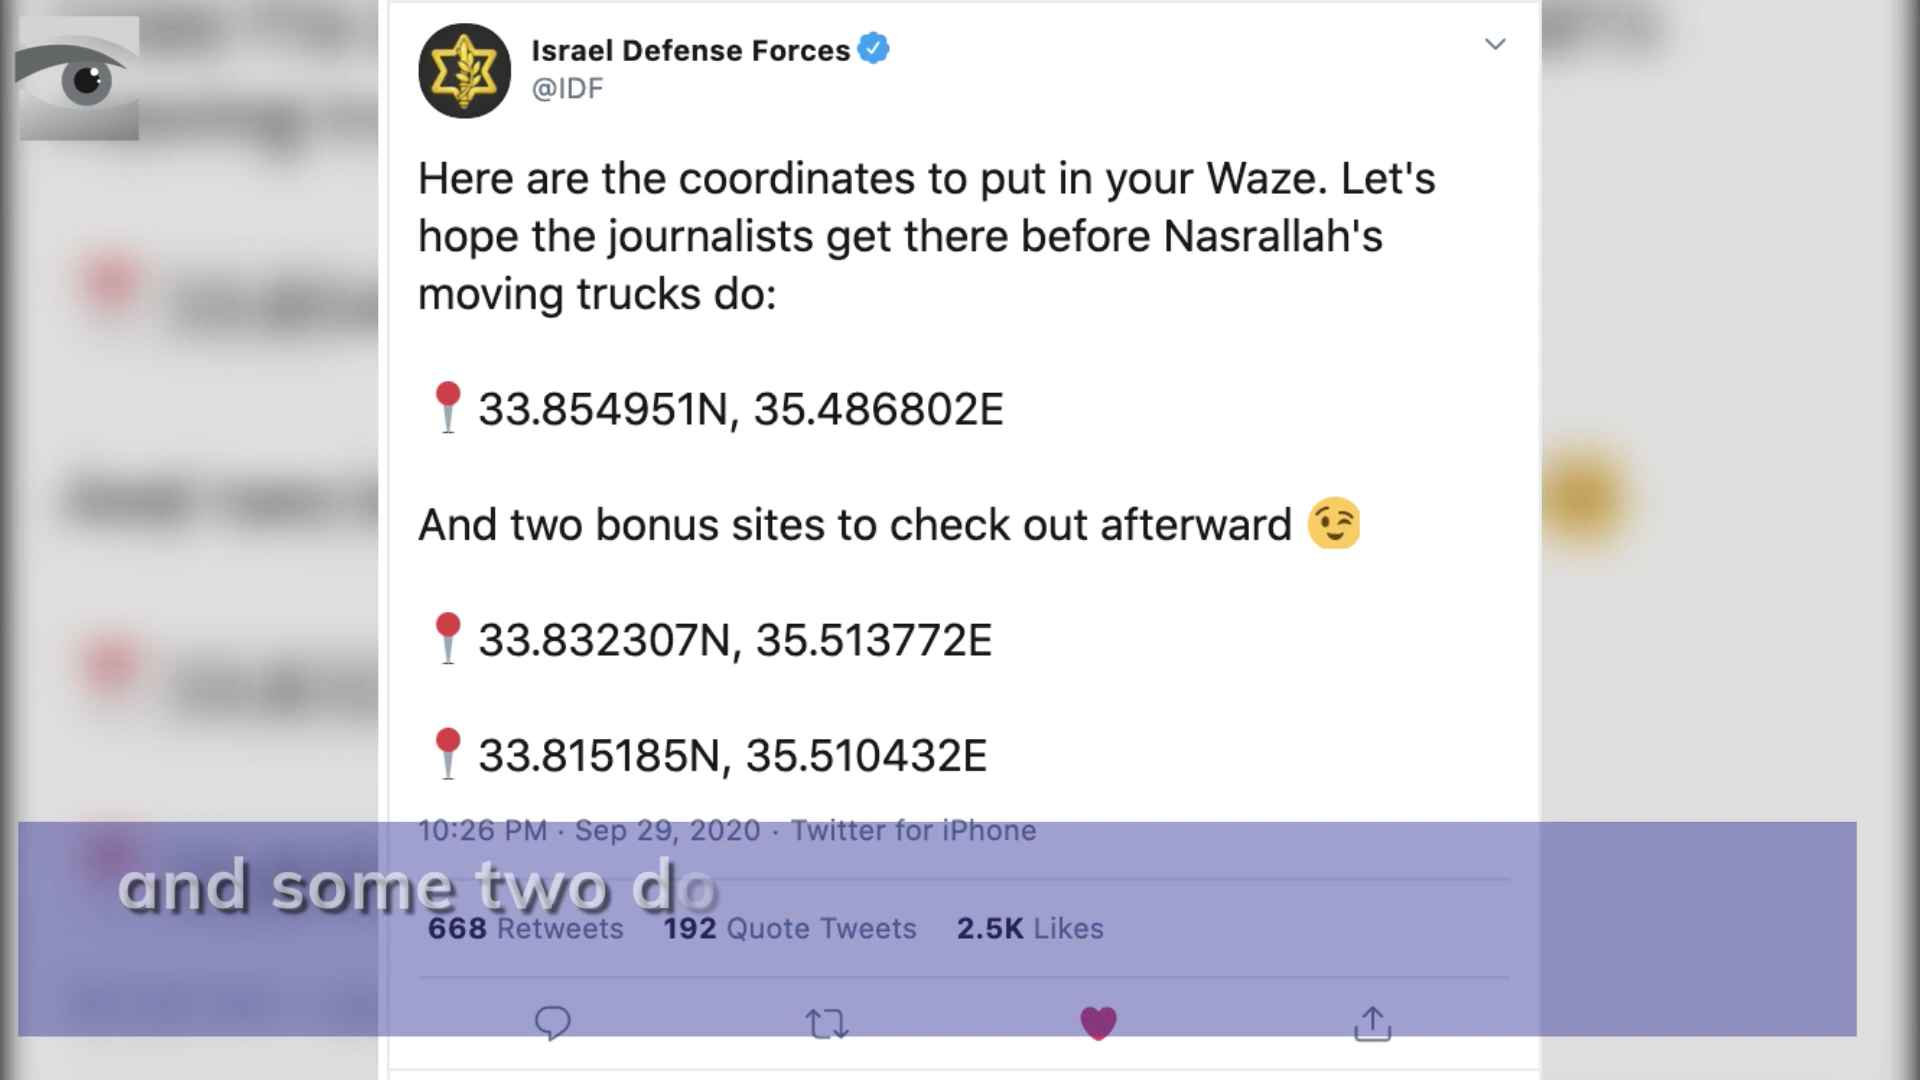 Israel Defense Forces
@IDF
Here are the coordinates to put in your Waze. Let's
hope the journalists get there before Nasrallah's
moving trucks do:
33.854951N, 35.486802E
And two bonus sites to check out afterward 😉
33.832307N, 35.513772E
33.815185N, 35.510432E
10:26 PM · Sep 29, 2020 · Twitter for iPhone
and some two do
668 Retweets 192 Quote Tweets 2.5K Likes